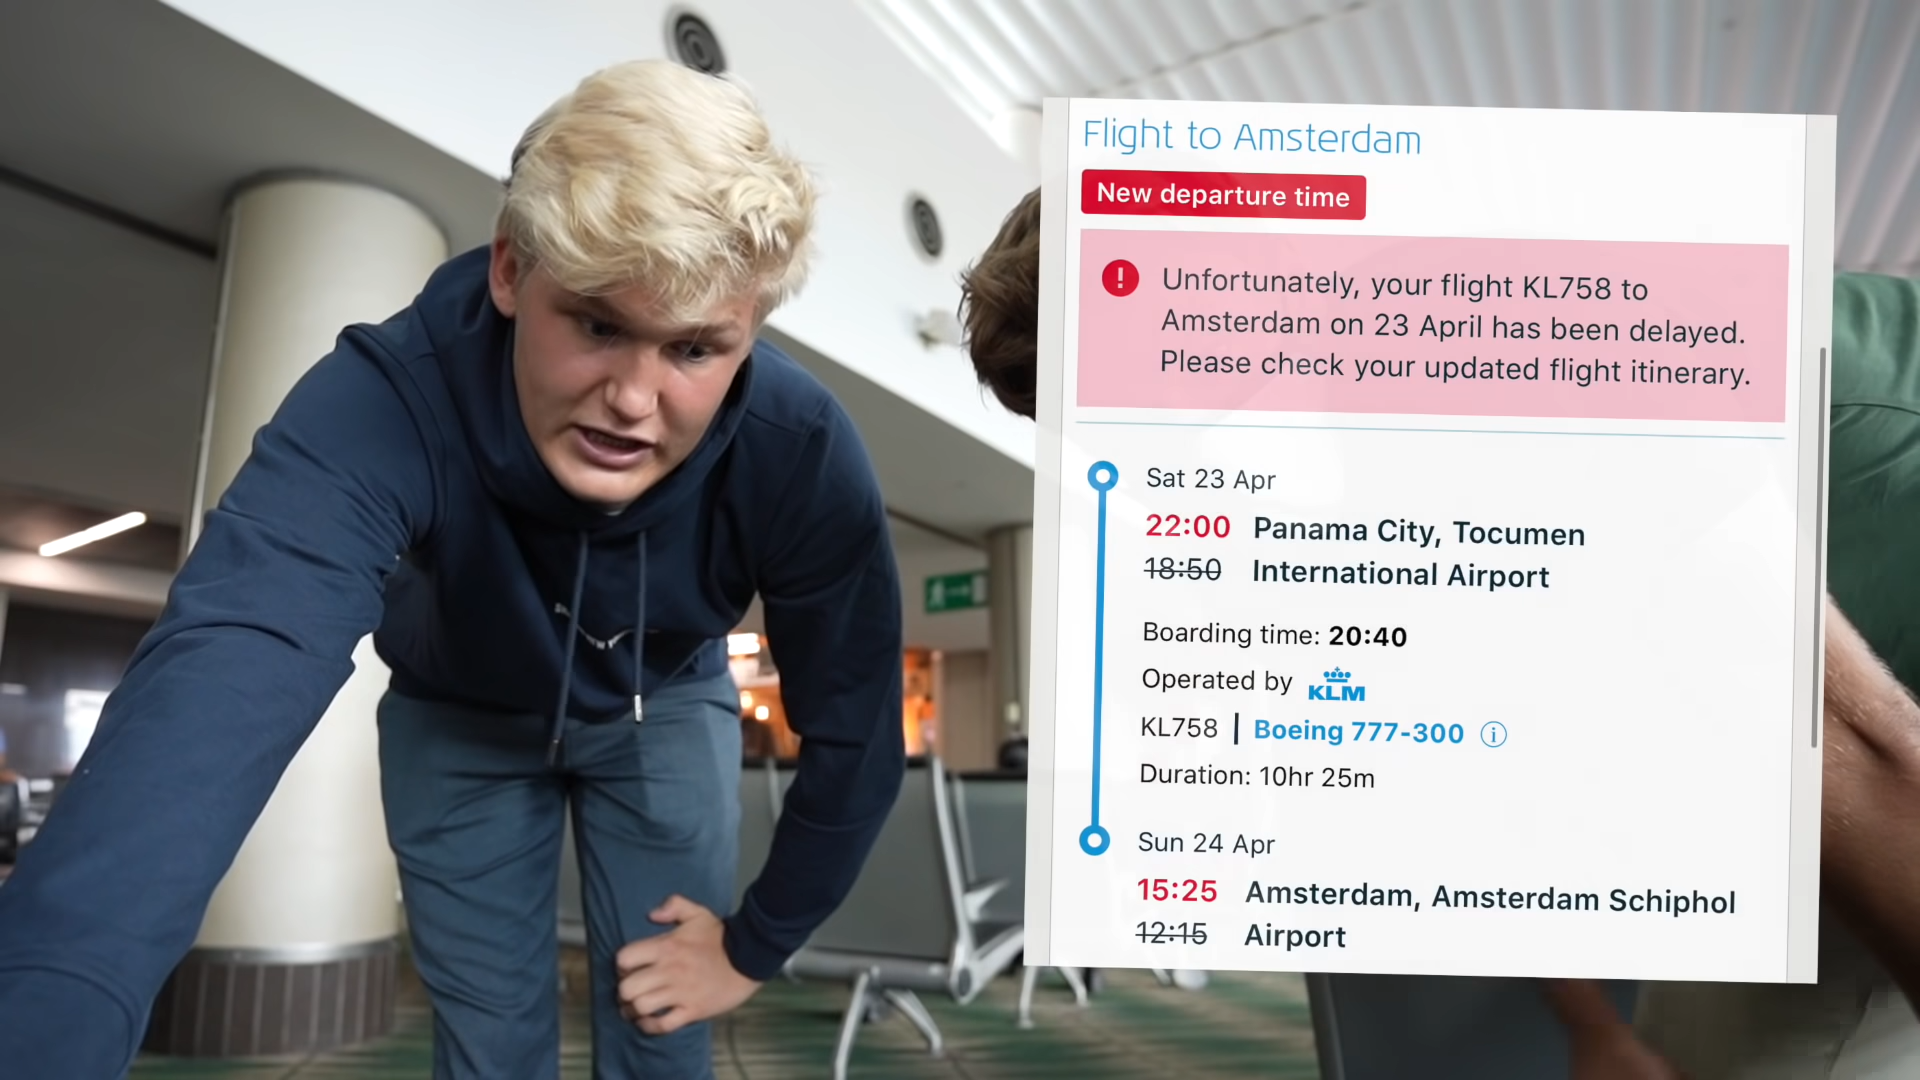 Flight to Amsterdam
New departure time
Unfortunately, your flight KL758 to
Amsterdam on 23 April has been delayed.
Please check your updated flight itinerary.
Sat 23 Apr
22:00 Panama City, Tocumen
18:50 International Airport
Boarding time: 20:40
Operated by KLM
KL758 | Boeing 777-300
Duration: 10hr 25m
Sun 24 Apr
15:25 Amsterdam, Amsterdam Schiphol
12:15 Airport